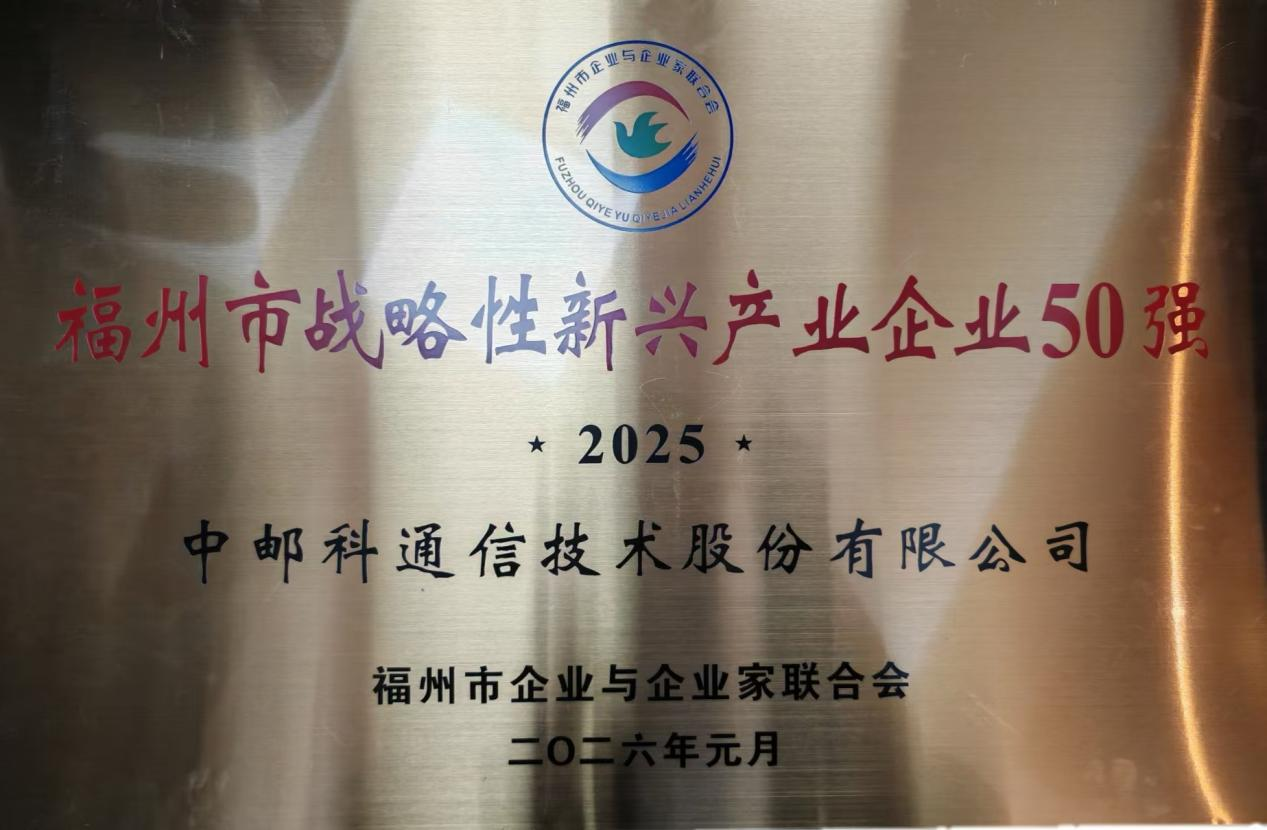 福州市企业与企业家联合会
FUZHOU QIYE YU QIYEJIA LIANHEHUI
福州市战略性新兴产业企业50强
★ 2025 ★
中邮科通信技术股份有限公司
福州市企业与企业家联合会
二〇二六年元月